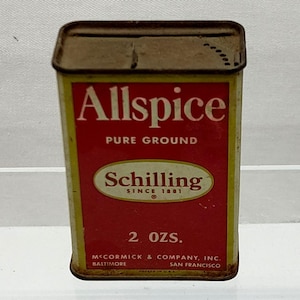 Allspice
PURE GROUND
Schilling
SINCE 1881
®
2 OZS.
McCORMICK & COMPANY, INC.
BALTIMORE SAN FRANCISCO